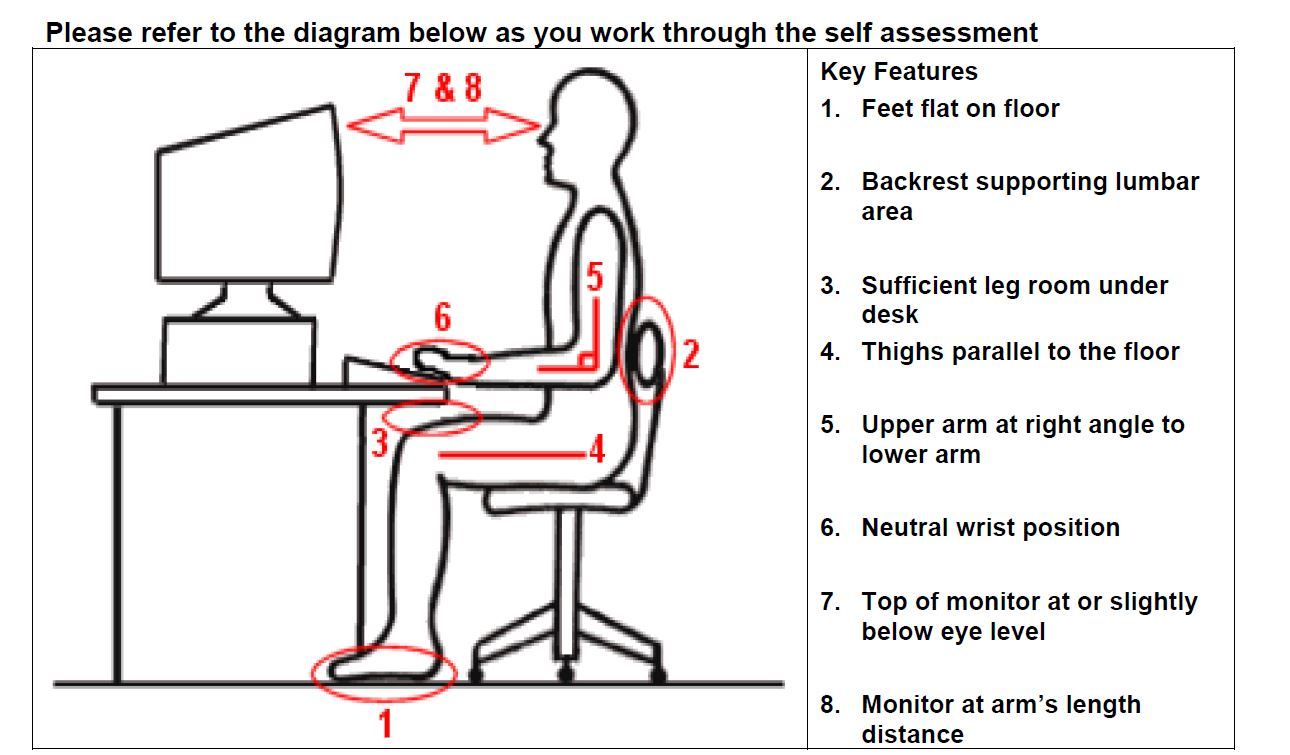 Please refer to the diagram below as you work through the self assessment
7 & 8
5
6
2
3
4
1
Key Features
1. Feet flat on floor
2. Backrest supporting lumbar
area
3. Sufficient leg room under
desk
4. Thighs parallel to the floor
5. Upper arm at right angle to
lower arm
6. Neutral wrist position
7. Top of monitor at or slightly
below eye level
8. Monitor at arm’s length
distance